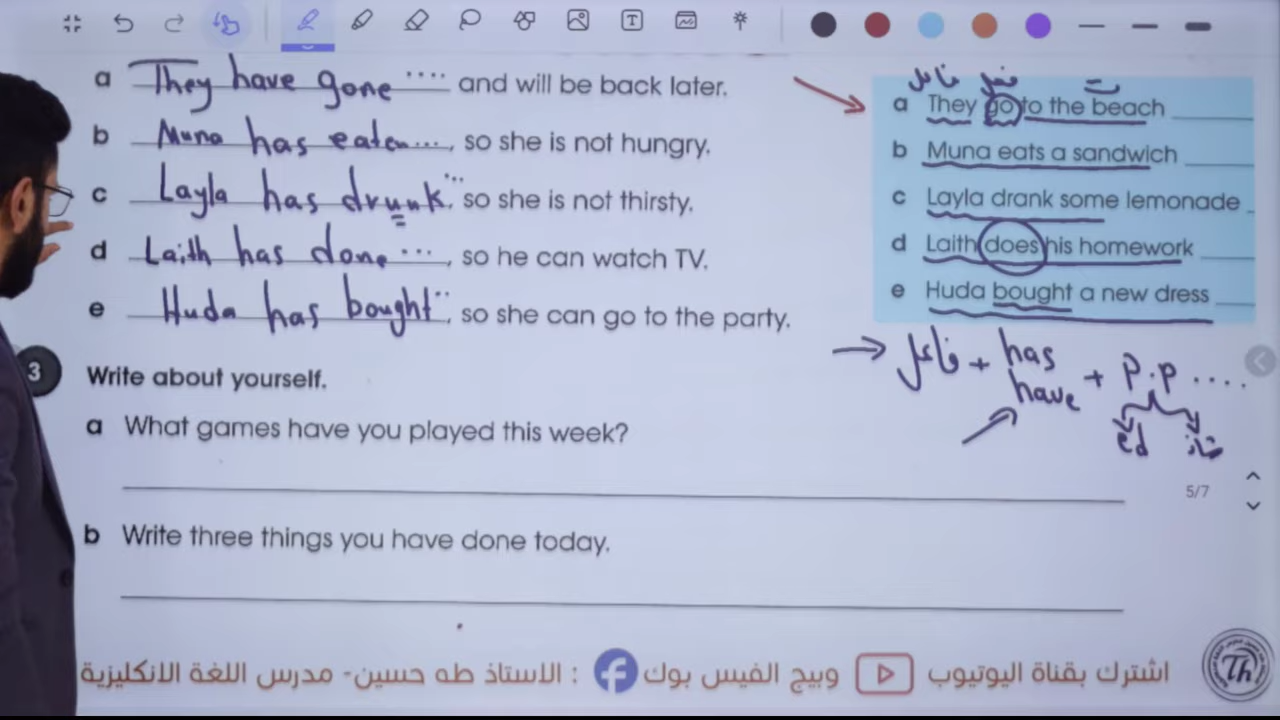 a They have gone .... and will be back later.
b Muna has eaten..., so she is not hungry.
c Layla has drunk... so she is not thirsty.
d Laith has done ..., so he can watch TV.
e Huda has bought.., so she can go to the party.
فاعل فعل ت
a They go to the beach
b Muna eats a sandwich
c Layla drank some lemonade
d Laith does his homework
e Huda bought a new dress
فاعل + has have + p.p ....
ed شاذ
3 Write about yourself.
a What games have you played this week?
5/7
b Write three things you have done today.
اشترك بقناة اليوتيوب وبيج الفيس بوك : الاستاذ طه حسين- مدرس اللغة الانكليزية
Th